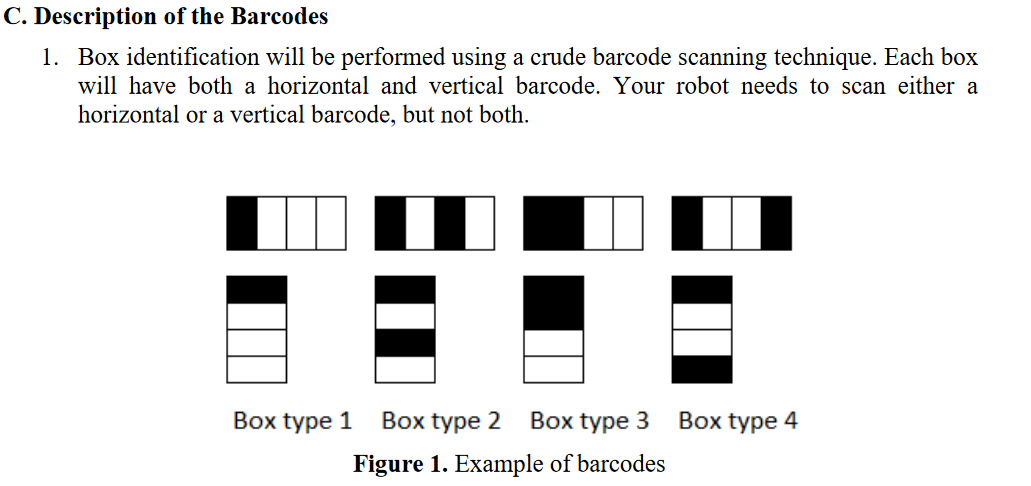 C. Description of the Barcodes
1. Box identification will be performed using a crude barcode scanning technique. Each box
will have both a horizontal and vertical barcode. Your robot needs to scan either a
horizontal or a vertical barcode, but not both.
Box type 1 Box type 2 Box type 3 Box type 4
Figure 1. Example of barcodes